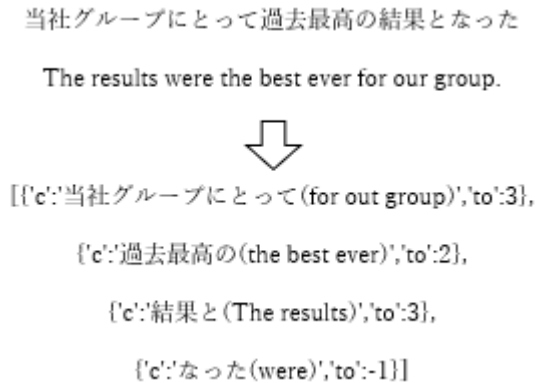 当社グループにとって過去最高の結果となった
The results were the best ever for our group.
[{'c':'当社グループにとって(for out group)','to':3},
{'c':'過去最高の(the best ever)','to':2},
{'c':'結果と(The results)','to':3},
{'c':'なった(were)','to':-1}]